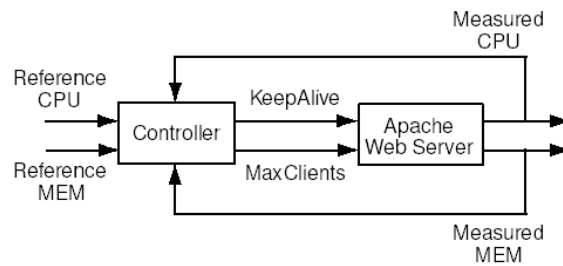 Measured
CPU
Reference
CPU
KeepAlive
Controller
Apache
Web Server
Reference
MEM
MaxClients
Measured
MEM